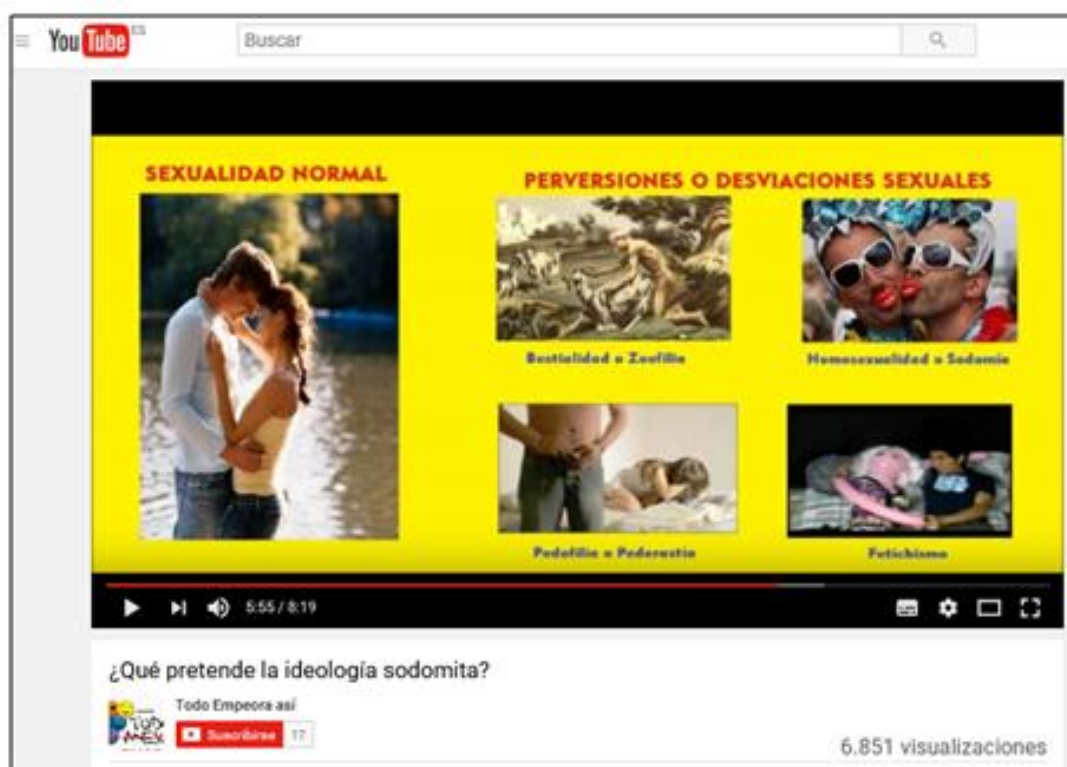 YouTube ES
Buscar
SEXUALIDAD NORMAL
PERVERSIONES O DESVIACIONES SEXUALES
Bestialidad o Zoofilia
Homosexualidad o Sodomia
Pedofilia o Pederastia
Fetichismo
5:55 / 8:19
¿Qué pretende la ideología sodomita?
Todo Empeora así
Suscribirse 17
6.851 visualizaciones